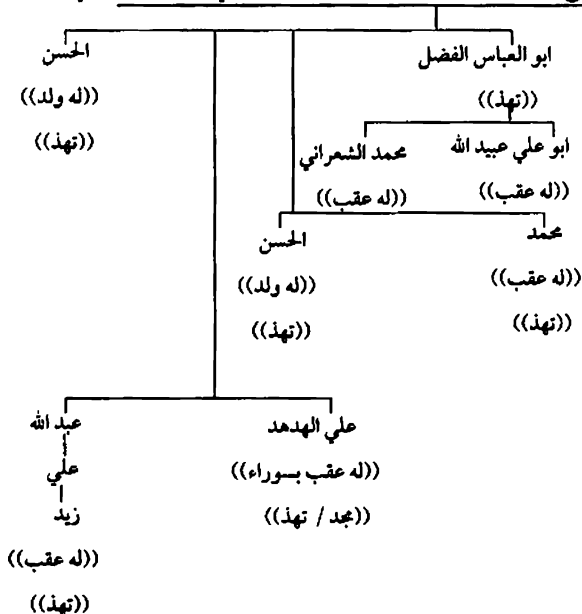 ابو العباس الفضل
((تهذ))
ابو علي عبيد الله
((له عقب))
محمد الشعراني
((له عقب))
الحسن
((له ولد))
((تهذ))
محمد
((له عقب))
((تهذ))
الحسن
((له ولد))
((تهذ))
علي الهدهد
((له عقب بسوراء))
((مجد / تهذ))
عبد الله
علي
زيد
((له عقب))
((تهذ))